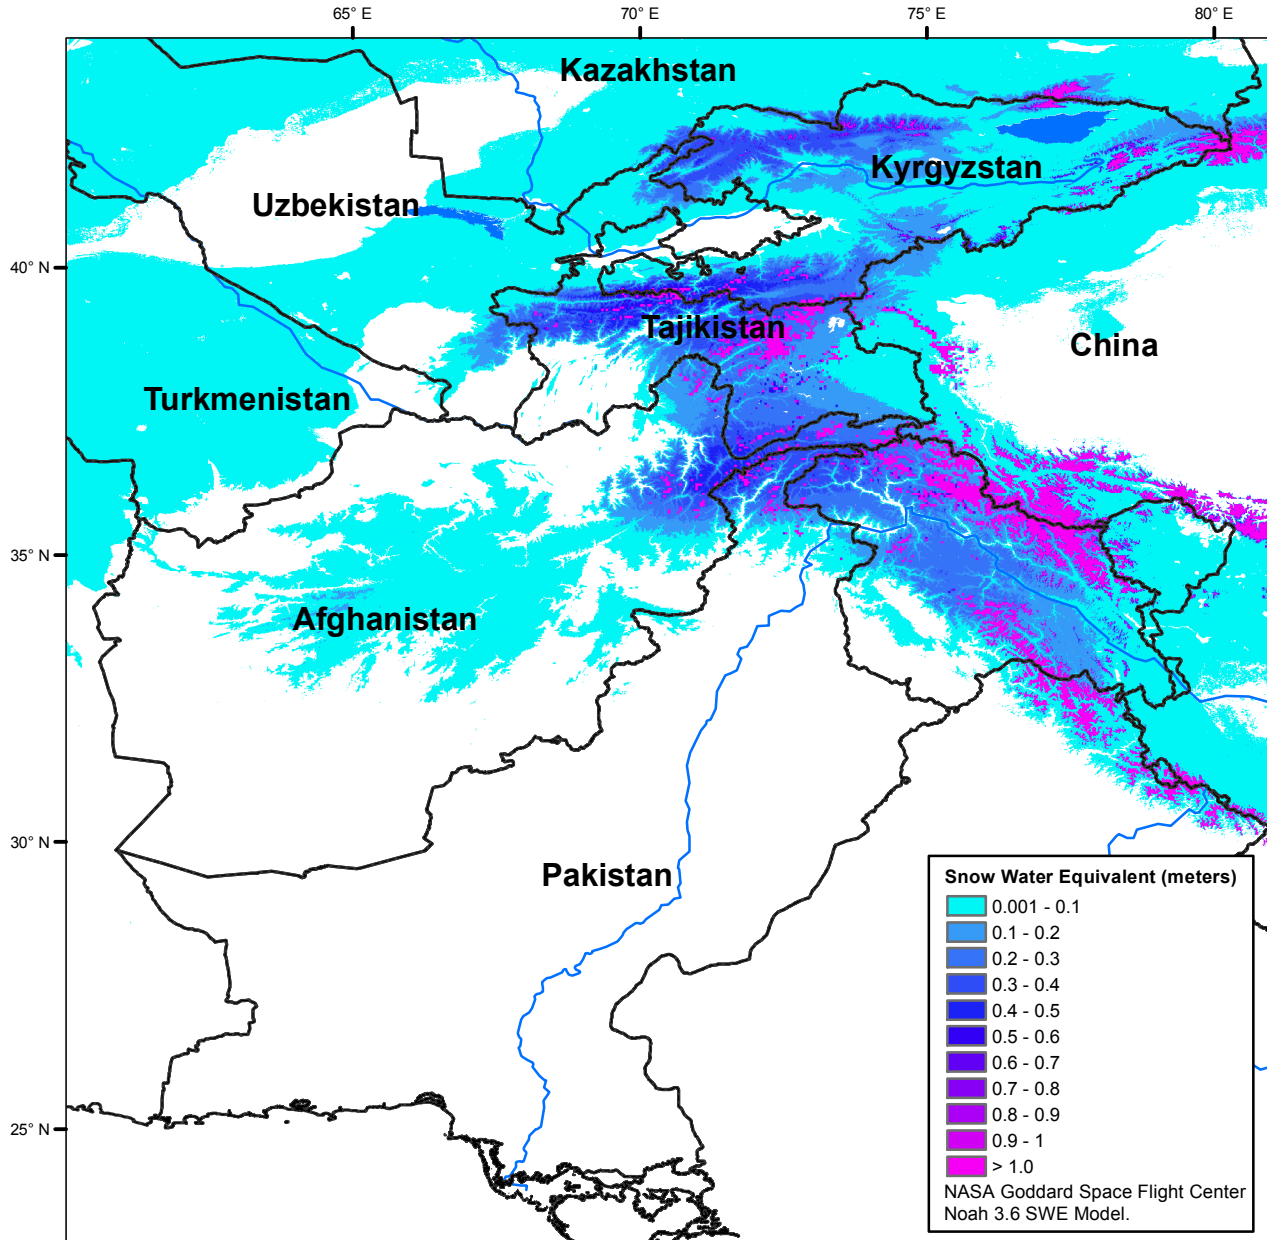 65° E
70° E
75° E
80° E
Kazakhstan
Kyrgyzstan
Uzbekistan
40° N
Tajikistan
China
Turkmenistan
35° N
Afghanistan
30° N
Pakistan
Snow Water Equivalent (meters)
0.001 - 0.1
0.1 - 0.2
0.2 - 0.3
0.3 - 0.4
0.4 - 0.5
0.5 - 0.6
0.6 - 0.7
0.7 - 0.8
0.8 - 0.9
0.9 - 1
> 1.0
NASA Goddard Space Flight Center
Noah 3.6 SWE Model.
25° N